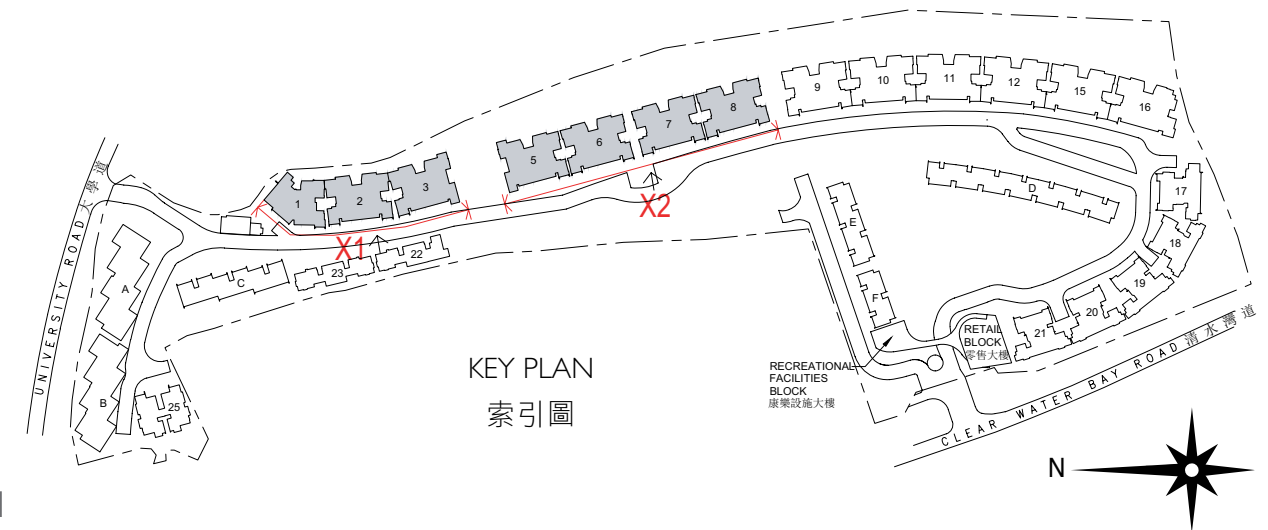 1
2
3
5
6
7
8
9
10
11
12
15
16
17
18
19
20
21
22
23
25
A
B
C
D
E
F
X1
X2
UNIVERSITY ROAD 大學道
KEY PLAN
索引圖
RETAIL
BLOCK
零售大樓
RECREATIONAL
FACILITIES
BLOCK
康樂設施大樓
CLEAR WATER BAY ROAD 清水灣道
N